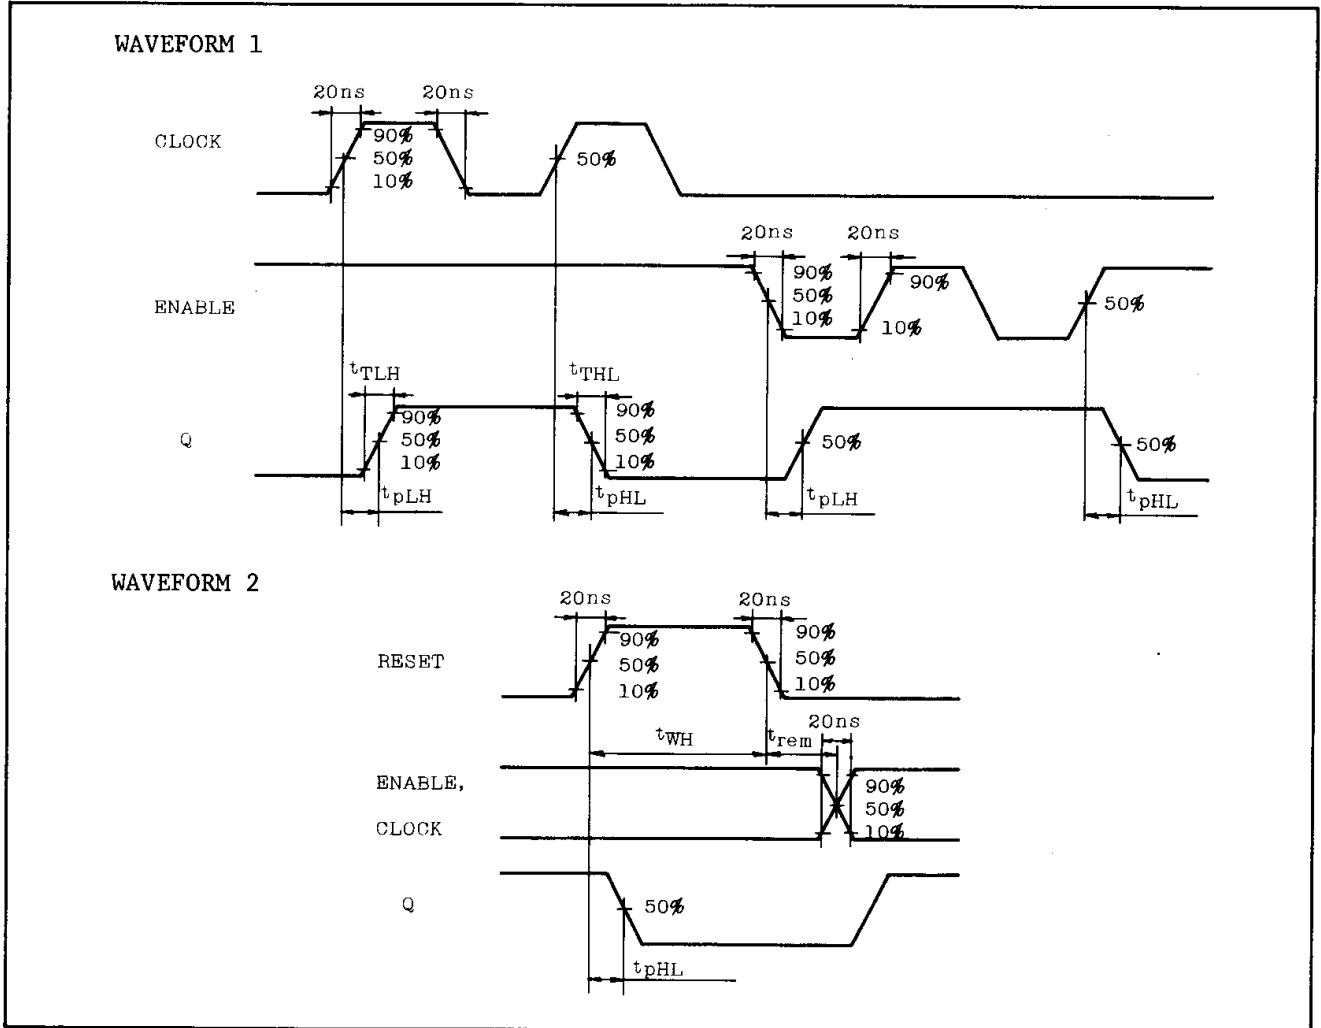 WAVEFORM 1
20ns 20ns
CLOCK
90%
50%
10%
50%
20ns 20ns
ENABLE
90%
50%
10%
90%
10%
50%
tTLH tTHL
Q
90%
50%
10%
90%
50%
10%
50%
50%
tpLH tpHL tpLH tpHL
WAVEFORM 2
20ns 20ns
RESET
90%
50%
10%
90%
50%
10%
20ns
tWH trem
ENABLE,
CLOCK
90%
50%
10%
Q
50%
tpHL